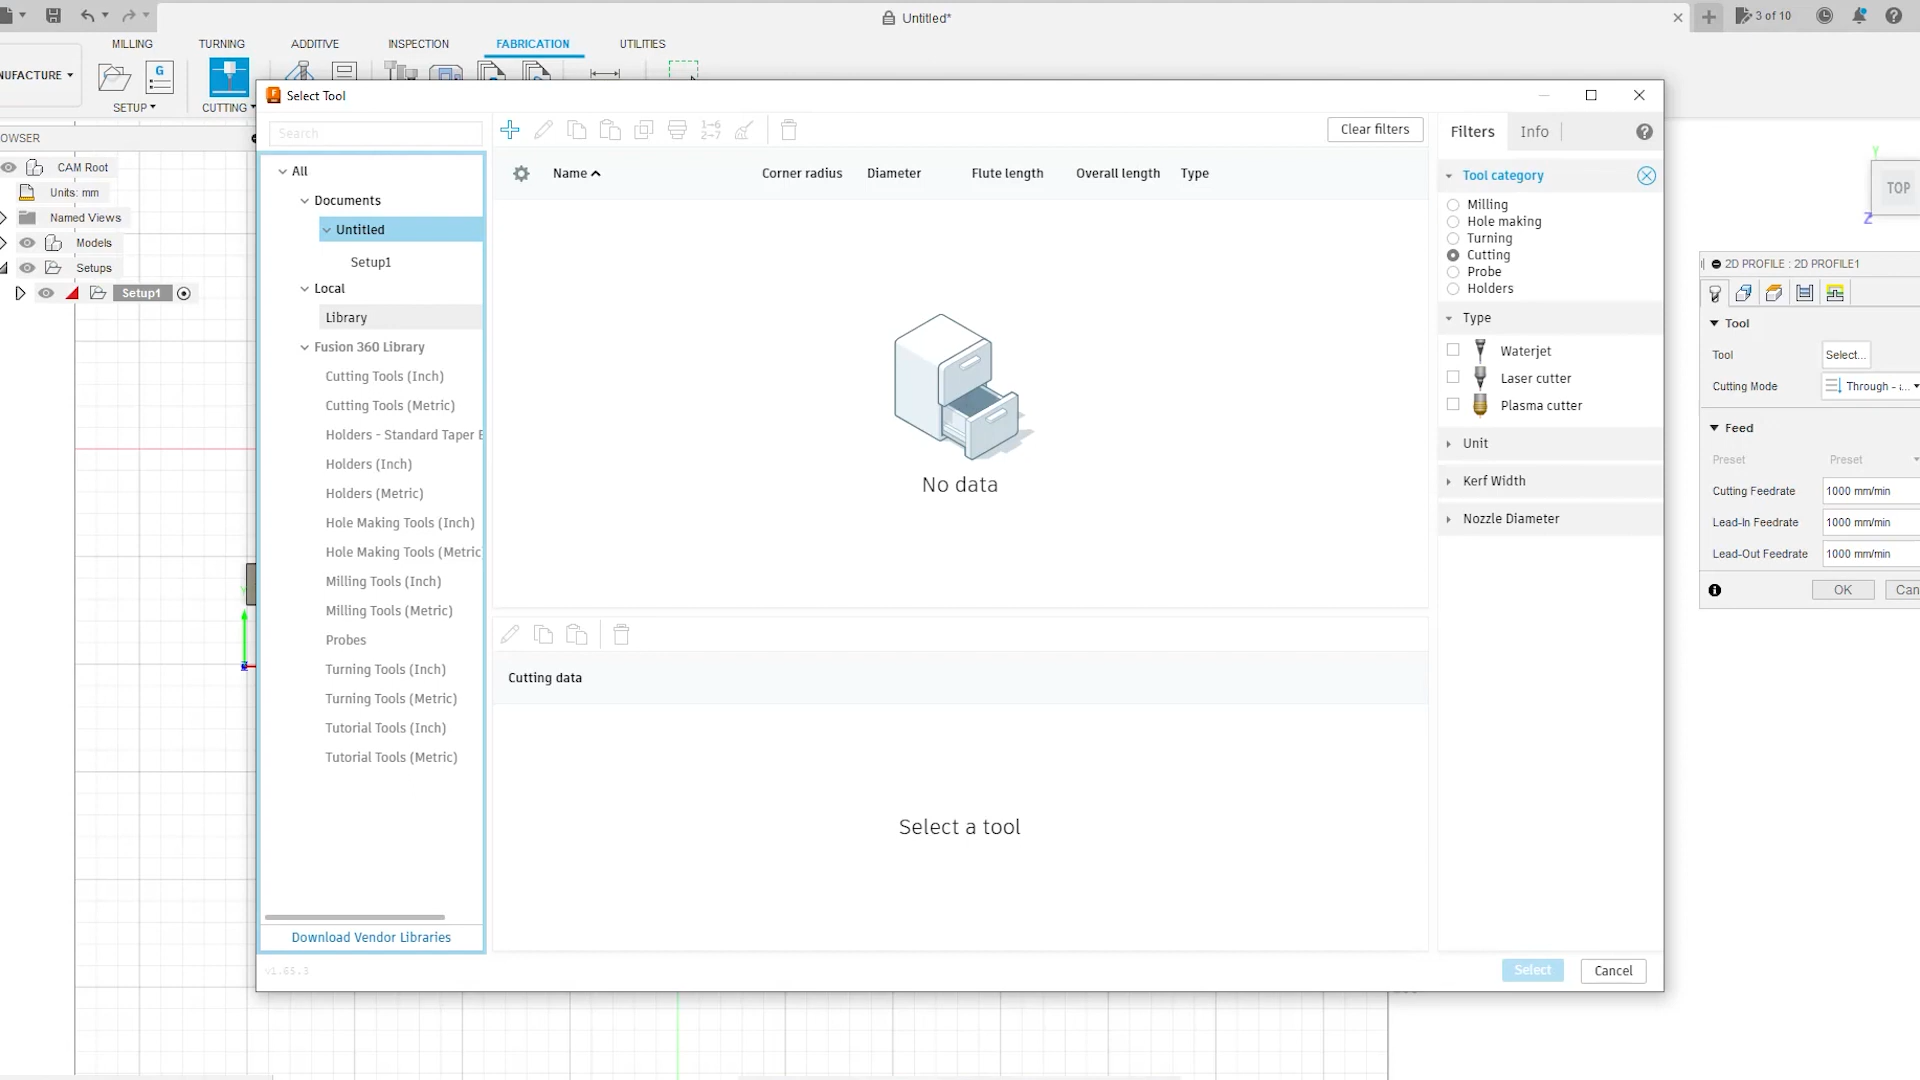 Untitled*
3 of 10
MILLING
TURNING
ADDITIVE
INSPECTION
FABRICATION
UTILITIES
NUFACTURE
G
SETUP
CUTTING
OWSER
CAM Root
Units: mm
Named Views
Models
Setups
Setup1
Select Tool
Search
All
Documents
Untitled
Setup1
Local
Library
Fusion 360 Library
Cutting Tools (Inch)
Cutting Tools (Metric)
Holders - Standard Taper
Holders (Inch)
Holders (Metric)
Hole Making Tools (Inch)
Hole Making Tools (Metric
Milling Tools (Inch)
Milling Tools (Metric)
Probes
Turning Tools (Inch)
Turning Tools (Metric)
Tutorial Tools (Inch)
Tutorial Tools (Metric)
Download Vendor Libraries
v1.65.3
1-6
2-7
Clear filters
Name
Corner radius
Diameter
Flute length
Overall length
Type
No data
Cutting data
Select a tool
Filters
Info
Tool category
Milling
Hole making
Turning
Cutting
Probe
Holders
Type
Waterjet
Laser cutter
Plasma cutter
Unit
Kerf Width
Nozzle Diameter
Select
Cancel
Y
TOP
Z
2D PROFILE : 2D PROFILE1
Tool
Tool
Select...
Cutting Mode
Through - i...
Feed
Preset
Preset
Cutting Feedrate
1000 mm/min
Lead-In Feedrate
1000 mm/min
Lead-Out Feedrate
1000 mm/min
OK
Can